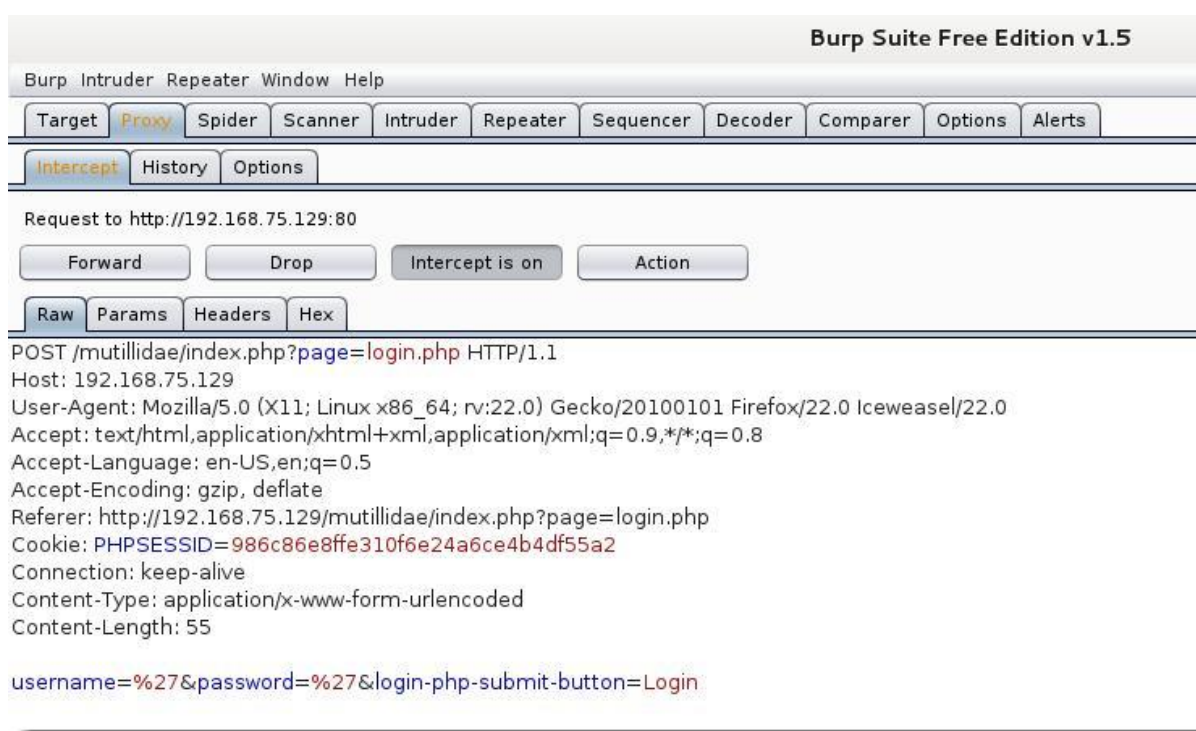 Burp Suite Free Edition v1.5
Burp Intruder Repeater Window Help
Target Proxy Spider Scanner Intruder Repeater Sequencer Decoder Comparer Options Alerts
Intercept History Options
Request to http://192.168.75.129:80
Forward Drop Intercept is on Action
Raw Params Headers Hex
POST /mutillidae/index.php?page=login.php HTTP/1.1
Host: 192.168.75.129
User-Agent: Mozilla/5.0 (X11; Linux x86_64; rv:22.0) Gecko/20100101 Firefox/22.0 Iceweasel/22.0
Accept: text/html,application/xhtml+xml,application/xml;q=0.9,*/*;q=0.8
Accept-Language: en-US,en;q=0.5
Accept-Encoding: gzip, deflate
Referer: http://192.168.75.129/mutillidae/index.php?page=login.php
Cookie: PHPSESSID=986c86e8ffe310f6e24a6ce4b4df55a2
Connection: keep-alive
Content-Type: application/x-www-form-urlencoded
Content-Length: 55
username=%27&password=%27&login-php-submit-button=Login